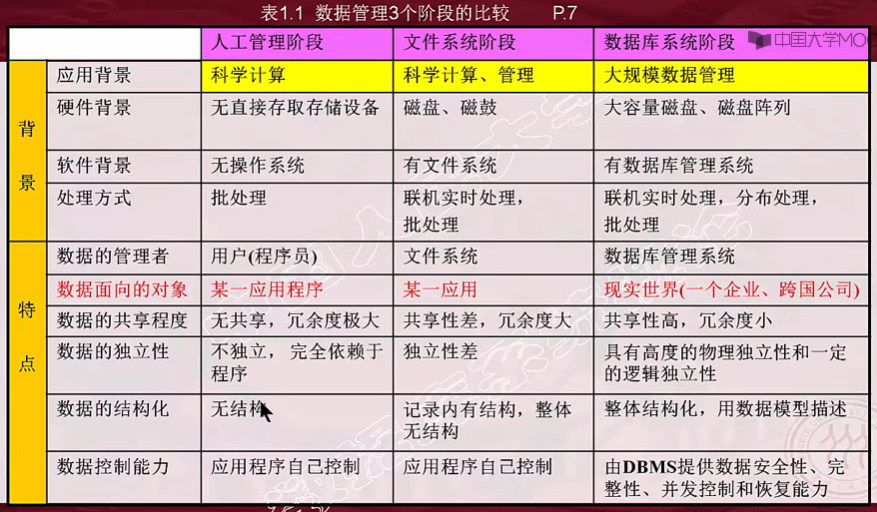 表1.1 数据管理3个阶段的比较 P.7
中国大学MO
人工管理阶段 文件系统阶段 数据库系统阶段
背景
应用背景 科学计算 科学计算、管理 大规模数据管理
硬件背景 无直接存取存储设备 磁盘、磁鼓 大容量磁盘、磁盘阵列
软件背景 无操作系统 有文件系统 有数据库管理系统
处理方式 批处理 联机实时处理, 联机实时处理, 分布处理,
批处理 批处理
特点
数据的管理者 用户(程序员) 文件系统 数据库管理系统
数据面向的对象 某一应用程序 某一应用 现实世界(一个企业、跨国公司)
数据的共享程度 无共享, 冗余度极大 共享性差, 冗余度大 共享性高, 冗余度小
数据的独立性 不独立, 完全依赖于 独立性差 具有高度的物理独立性和一定
程序 的逻辑独立性
数据的结构化 无结构 记录内有结构, 整体 整体结构化, 用数据模型描述
无结构
数据控制能力 应用程序自己控制 应用程序自己控制 由DBMS提供数据安全性、完
整性、并发控制和恢复能力